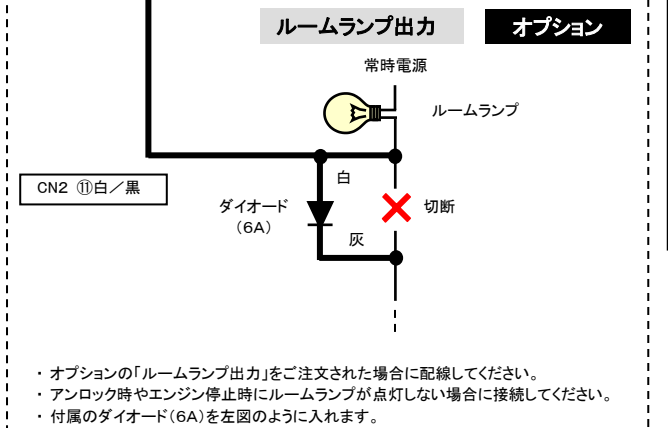 ルームランプ出力
オプション
常時電源
ルームランプ
CN2 ⑪白／黒
白
ダイオード
（6A）
切断
灰
・ オプションの「ルームランプ出力」をご注文された場合に配線してください。
・ アンロック時やエンジン停止時にルームランプが点灯しない場合に接続してください。
・ 付属のダイオード（6A）を左図のように入れます。